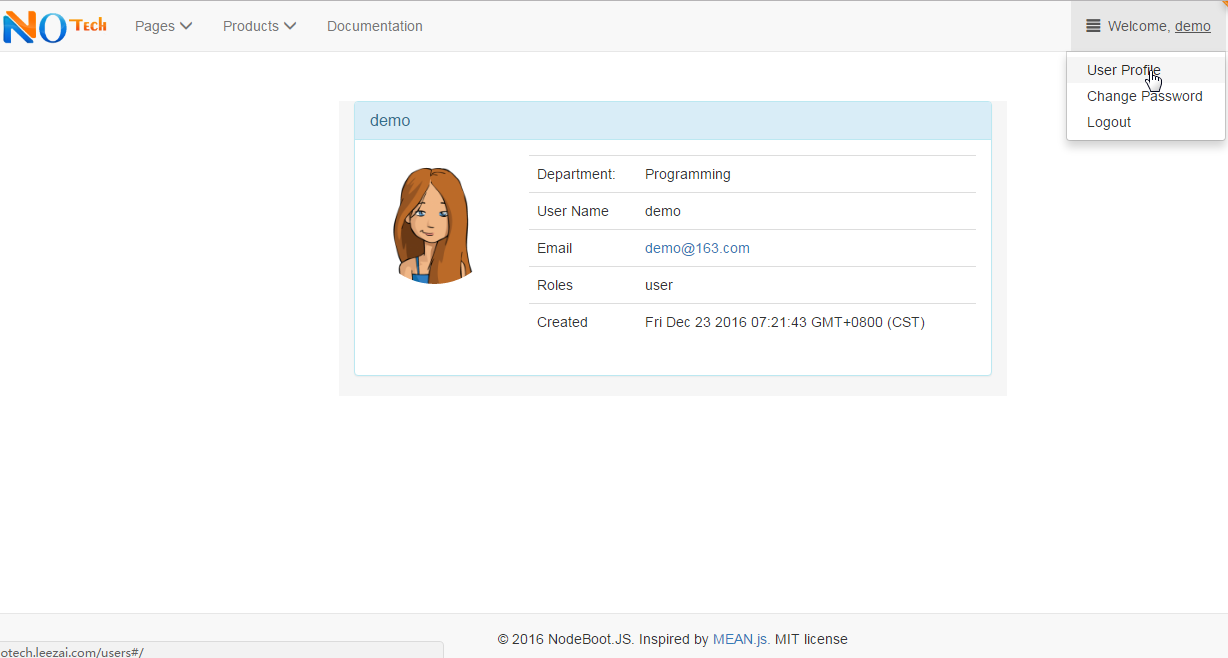 NO Tech Pages Products Documentation Welcome, demo
User Profile
Change Password
Logout
demo
Department: Programming
User Name demo
Email demo@163.com
Roles user
Created Fri Dec 23 2016 07:21:43 GMT+0800 (CST)
© 2016 NodeBoot.JS. Inspired by MEAN.js. MIT license
otech.leezai.com/users#/